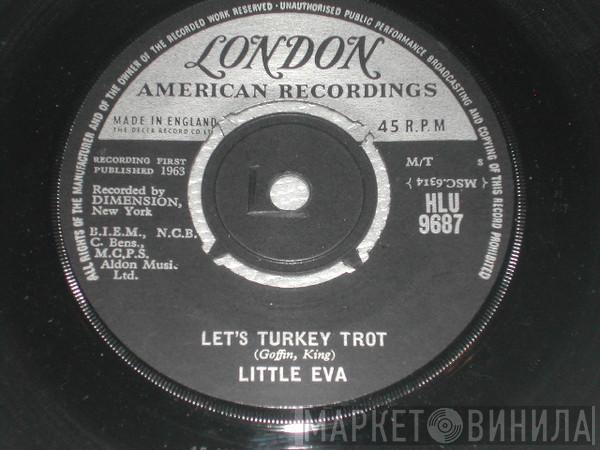 ALL RIGHTS OF THE MANUFACTURER AND OF THE OWNER OF THE RECORDED WORK RESERVED · UNAUTHORISED PUBLIC PERFORMANCE BROADCASTING AND COPYING OF THIS RECORD PROHIBITED
LONDON
AMERICAN RECORDINGS
MADE IN ENGLAND
THE DECCA RECORD CO LTD
45 R.P.M
RECORDING FIRST
PUBLISHED 1963
M/T
S
Recorded by
DIMENSION,
New York
MSC.6314
HLU
9687
B.I.E.M., N.C.B.
C. Bens.,
M.C.P.S.
Aldon Music
Ltd.
LET'S TURKEY TROT
(Goffin, King)
LITTLE EVA
МАРКЕТ ВИНИЛА